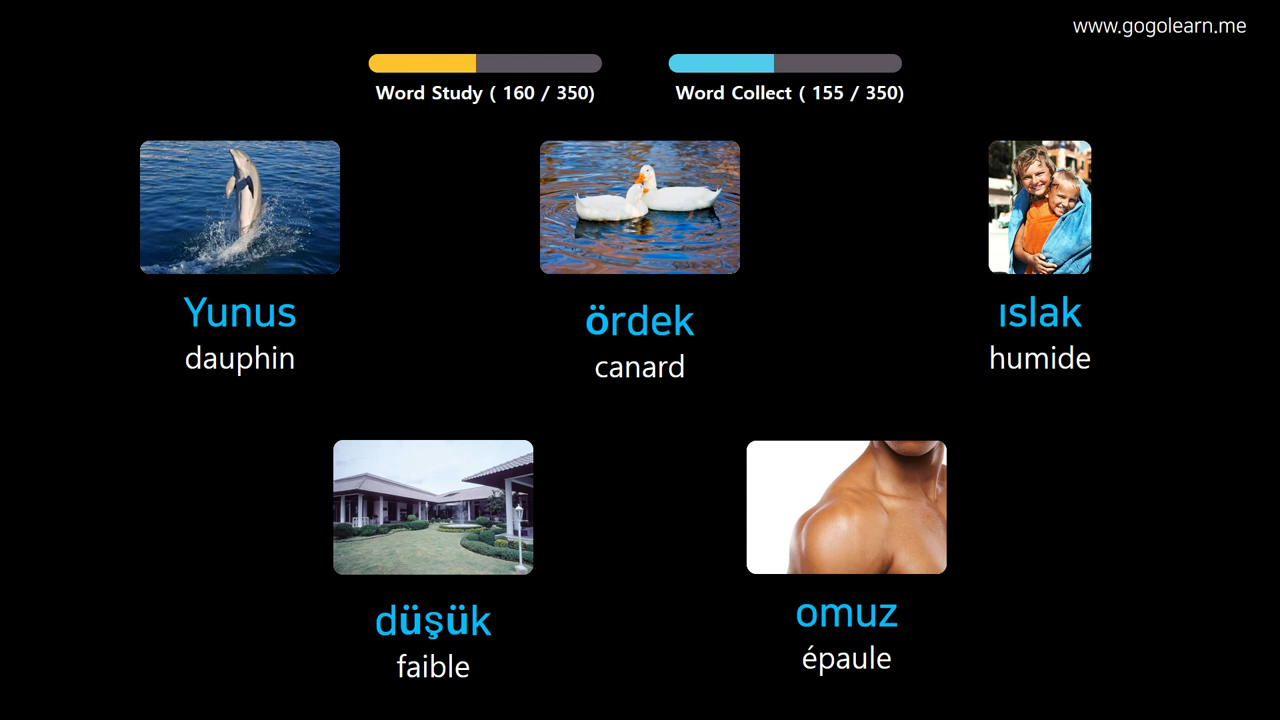 www.gogolearn.me
Word Study ( 160 / 350)
Word Collect ( 155 / 350)
Yunus
dauphin
ördek
canard
ıslak
humide
düşük
faible
omuz
épaule